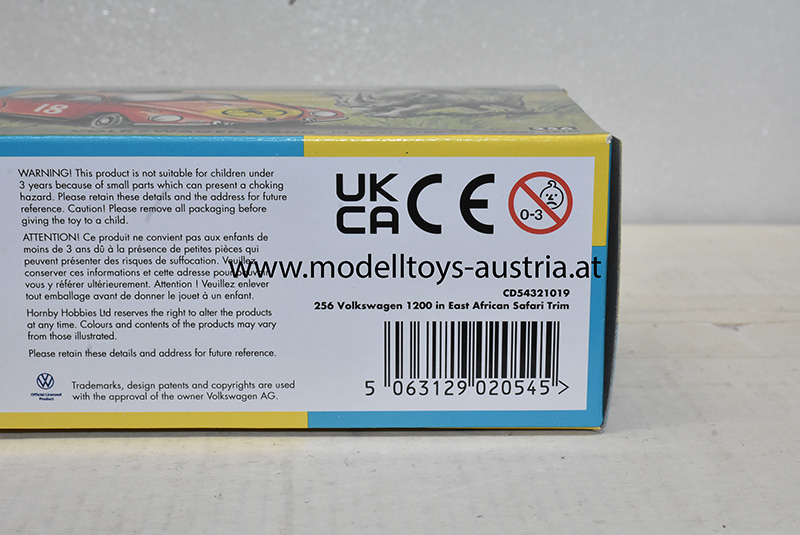 18
WARNING! This product is not suitable for children under
3 years because of small parts which can present a choking
hazard. Please retain these details and the address for future
reference. Caution! Please remove all packaging before
giving the toy to a child.
ATTENTION! Ce produit ne convient pas aux enfants de
moins de 3 ans dû à la présence de petites pièces qui
peuvent présenter des risques de suffocation. Veuillez
conserver ces informations et cette adresse pour pouvoir
vous y référer ultérieurement. Attention ! Veuillez enlever
tout emballage avant de donner le jouet à un enfant.
Hornby Hobbies Ltd reserves the right to alter the products
at any time. Colours and contents of the products may vary
from those illustrated.
Please retain these details and address for future reference.
Official Licensed
Product
Trademarks, design patents and copyrights are used
with the approval of the owner Volkswagen AG.
UK
CA CE
0-3
www.modelltoys-austria.at
CD54321019
256 Volkswagen 1200 in East African Safari Trim
5 063129 020545 >